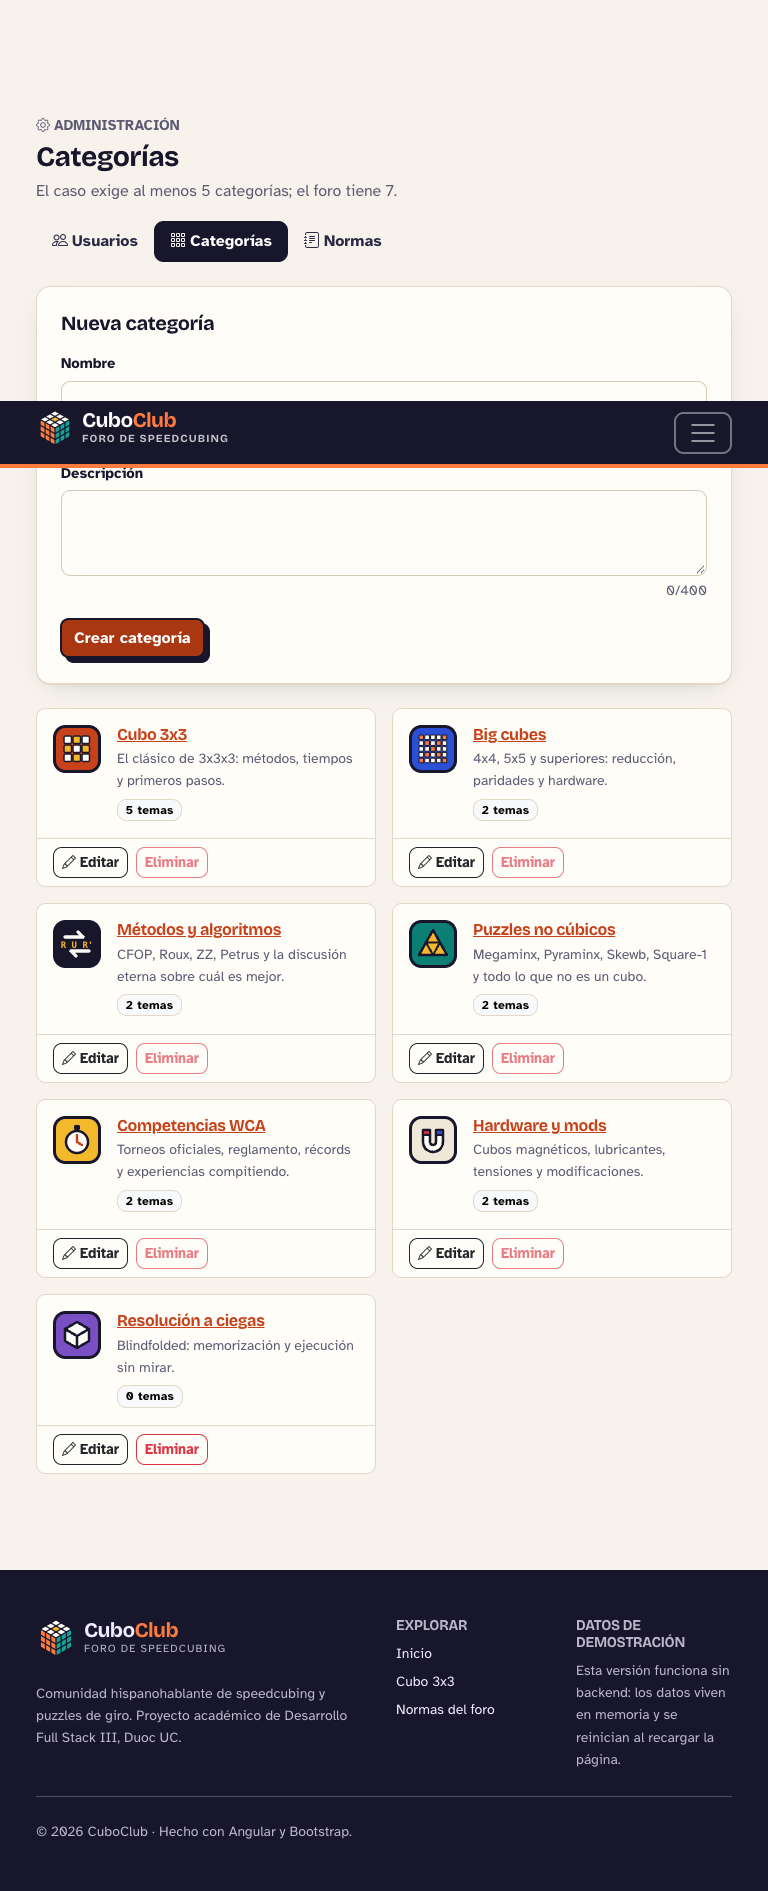 ADMINISTRACIÓN
Categorías
El caso exige al menos 5 categorías; el foro tiene 7.
Usuarios
Categorías
Normas
Nueva categoría
Nombre
CuboClub
FORO DE SPEEDCUBING
Descripción
0/400
Crear categoría
Cubo 3x3
El clásico de 3x3x3: métodos, tiempos
y primeros pasos.
5 temas
Editar
Eliminar
Big cubes
4x4, 5x5 y superiores: reducción,
paridades y hardware.
2 temas
Editar
Eliminar
R U R'
Métodos y algoritmos
CFOP, Roux, ZZ, Petrus y la discusión
eterna sobre cuál es mejor.
2 temas
Editar
Eliminar
Puzzles no cúbicos
Megaminx, Pyraminx, Skewb, Square-1
y todo lo que no es un cubo.
2 temas
Editar
Eliminar
Competencias WCA
Torneos oficiales, reglamento, récords
y experiencias compitiendo.
2 temas
Editar
Eliminar
Hardware y mods
Cubos magnéticos, lubricantes,
tensiones y modificaciones.
2 temas
Editar
Eliminar
Resolución a ciegas
Blindfolded: memorización y ejecución
sin mirar.
0 temas
Editar
Eliminar
CuboClub
FORO DE SPEEDCUBING
Comunidad hispanohablante de speedcubing y
puzzles de giro. Proyecto académico de Desarrollo
Full Stack III, Duoc UC.
EXPLORAR
Inicio
Cubo 3x3
Normas del foro
DATOS DE
DEMOSTRACIÓN
Esta versión funciona sin
backend: los datos viven
en memoria y se
reinician al recargar la
página.
© 2026 CuboClub · Hecho con Angular y Bootstrap.